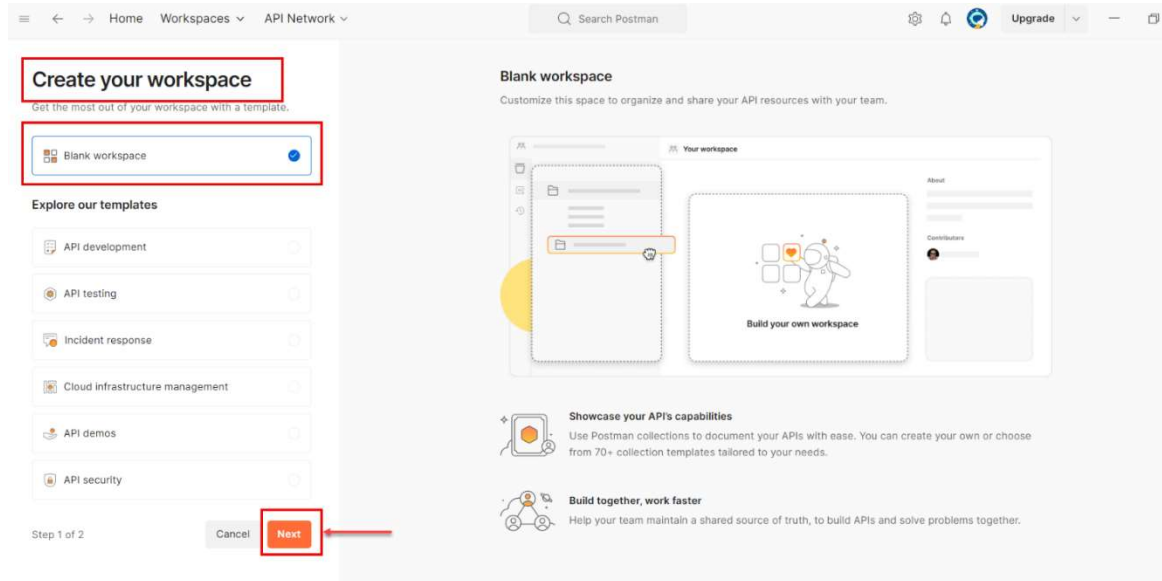 Home Workspaces API Network Search Postman Upgrade
Create your workspace
Get the most out of your workspace with a template.
Blank workspace
Explore our templates
API development
API testing
Incident response
Cloud infrastructure management
API demos
API security
Step 1 of 2 Cancel Next
Blank workspace
Customize this space to organize and share your API resources with your team.
Your workspace
About
Contributors
Build your own workspace
Showcase your API's capabilities
Use Postman collections to document your APIs with ease. You can create your own or choose
from 70+ collection templates tailored to your needs.
Build together, work faster
Help your team maintain a shared source of truth, to build APIs and solve problems together.